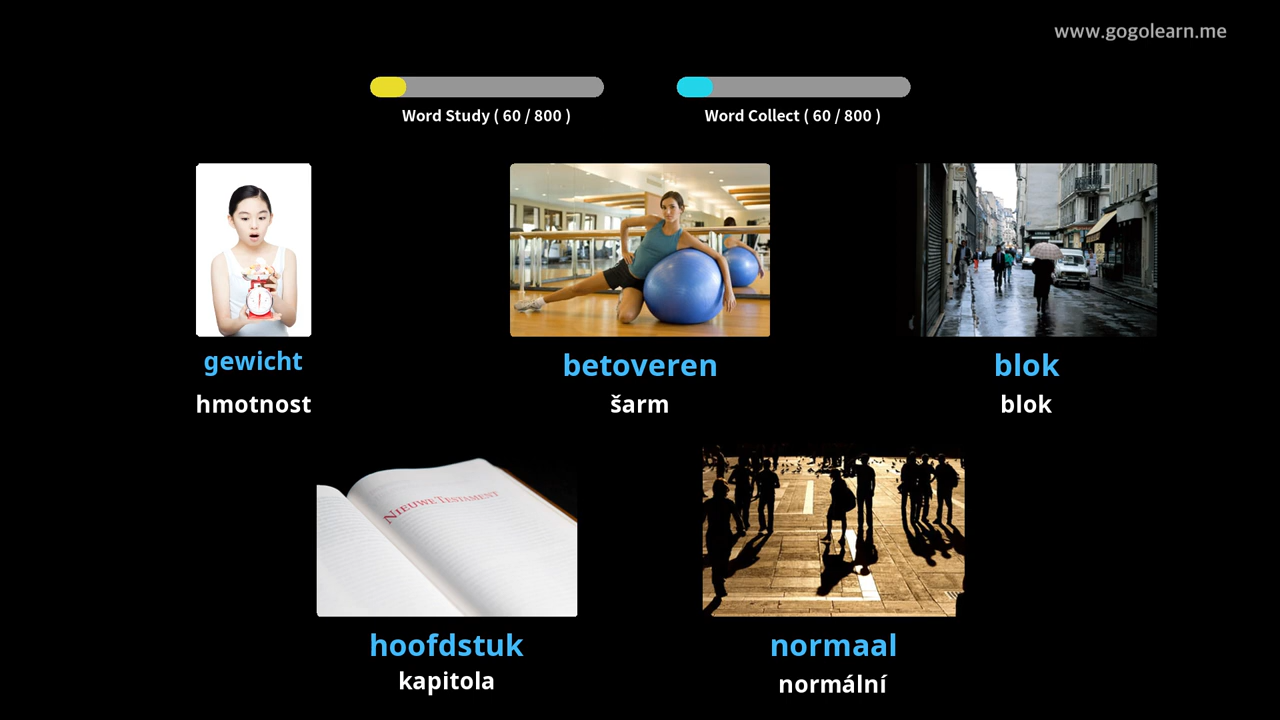 www.gogolearn.me
Word Study ( 60 / 800 )
Word Collect ( 60 / 800 )
gewicht
hmotnost
betoveren
šarm
blok
blok
NIEUWE TESTAMENT
hoofdstuk
kapitola
normaal
normální